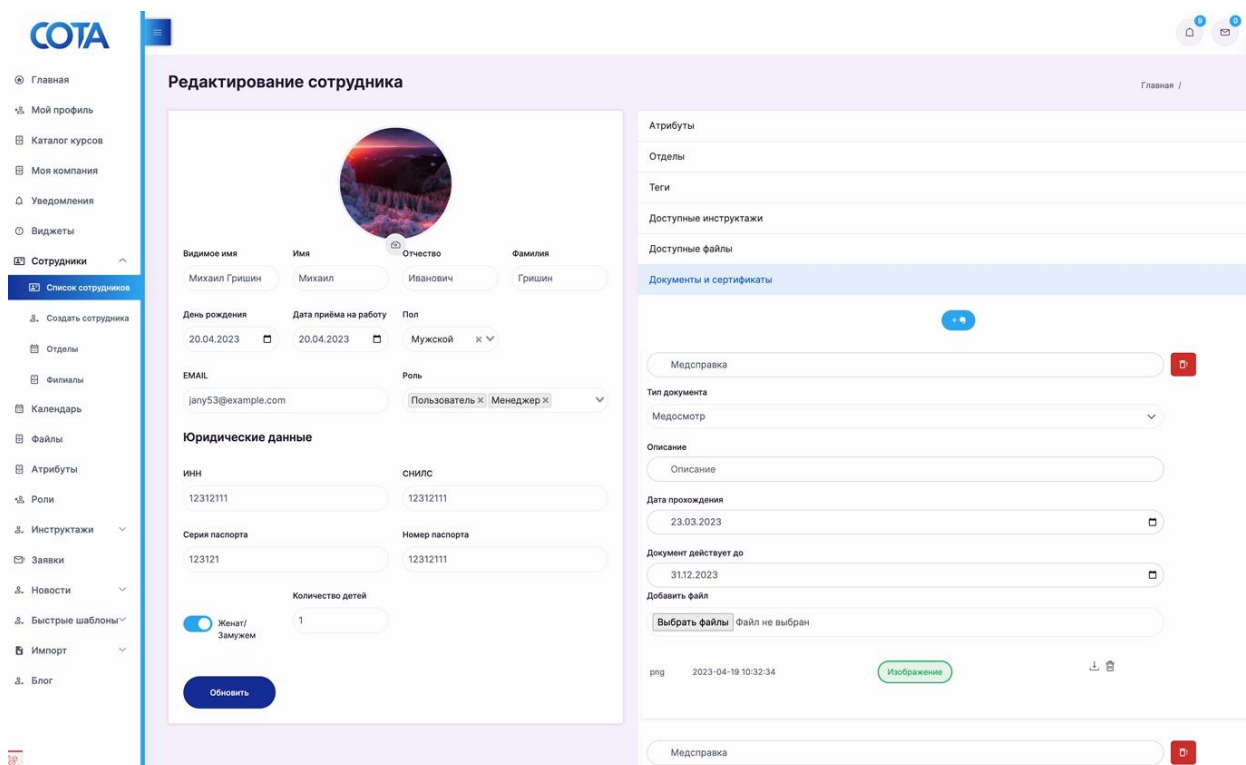 СОТА
9
0
Главная
Мой профиль
Каталог курсов
Моя компания
Уведомления
Виджеты
Сотрудники
Список сотрудников
Создать сотрудника
Отделы
Филиалы
Календарь
Файлы
Атрибуты
Роли
Инструктажи
Заявки
Новости
Быстрые шаблоны
Импорт
Блог
Редактирование сотрудника
Главная /
Видимое имя Имя Отчество Фамилия
Михаил Гришин Михаил Иванович Гришин
День рождения Дата приёма на работу Пол
20.04.2023 20.04.2023 Мужской ×
EMAIL Роль
jany53@example.com Пользователь × Менеджер ×
Юридические данные
ИНН СНИЛС
12312111 12312111
Серия паспорта Номер паспорта
123121 12312111
Количество детей
Женат/
Замужем
1
Обновить
Атрибуты
Отделы
Теги
Доступные инструктажи
Доступные файлы
Документы и сертификаты
+
Медсправка
Тип документа
Медосмотр
Описание
Описание
Дата прохождения
23.03.2023
Документ действует до
31.12.2023
Добавить файл
Выбрать файлы Файл не выбран
png 2023-04-19 10:32:34 Изображение
Медсправка